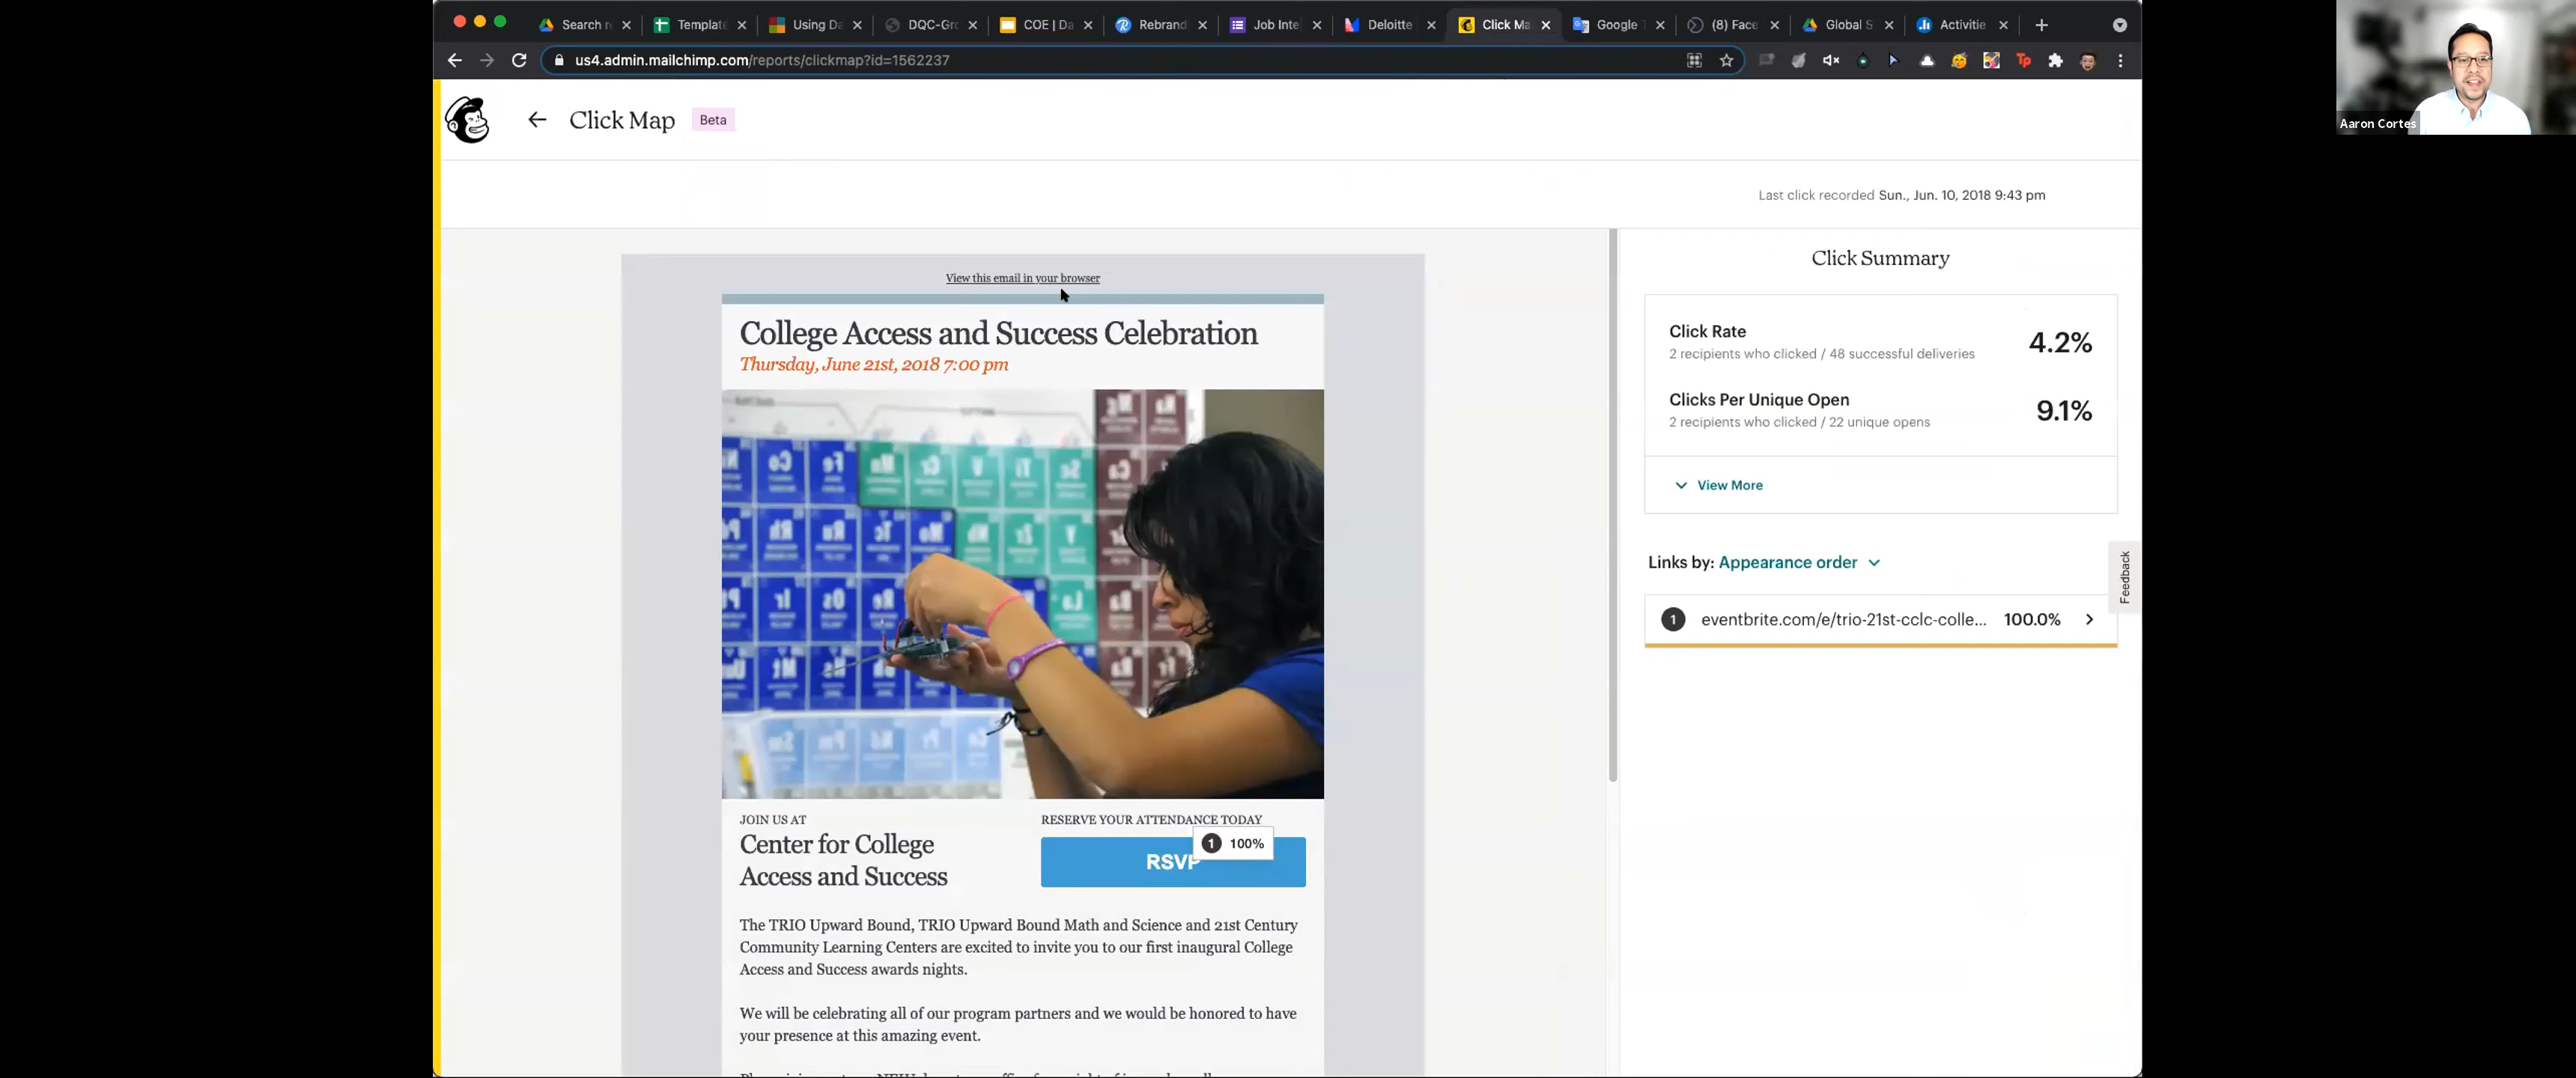 Search re
Template
Using Da
DQC-Gro
COE | Da
Rebrand
Job Inte
Deloitte
Click Ma
Google T
(8) Face
Global S
Activitie
us4.admin.mailchimp.com/reports/clickmap?id=1562237
Aaron Cortes
Click Map
Beta
Last click recorded Sun., Jun. 10, 2018 9:43 pm
View this email in your browser
College Access and Success Celebration
Thursday, June 21st, 2018 7:00 pm
JOIN US AT
Center for College
Access and Success
RESERVE YOUR ATTENDANCE TODAY
1 100%
RSVP
The TRIO Upward Bound, TRIO Upward Bound Math and Science and 21st Century
Community Learning Centers are excited to invite you to our first inaugural College
Access and Success awards nights.
We will be celebrating all of our program partners and we would be honored to have
your presence at this amazing event.
Click Summary
Click Rate
4.2%
2 recipients who clicked / 48 successful deliveries
Clicks Per Unique Open
9.1%
2 recipients who clicked / 22 unique opens
View More
Links by: Appearance order
1 eventbrite.com/e/trio-21st-cclc-colle... 100.0%
Feedback